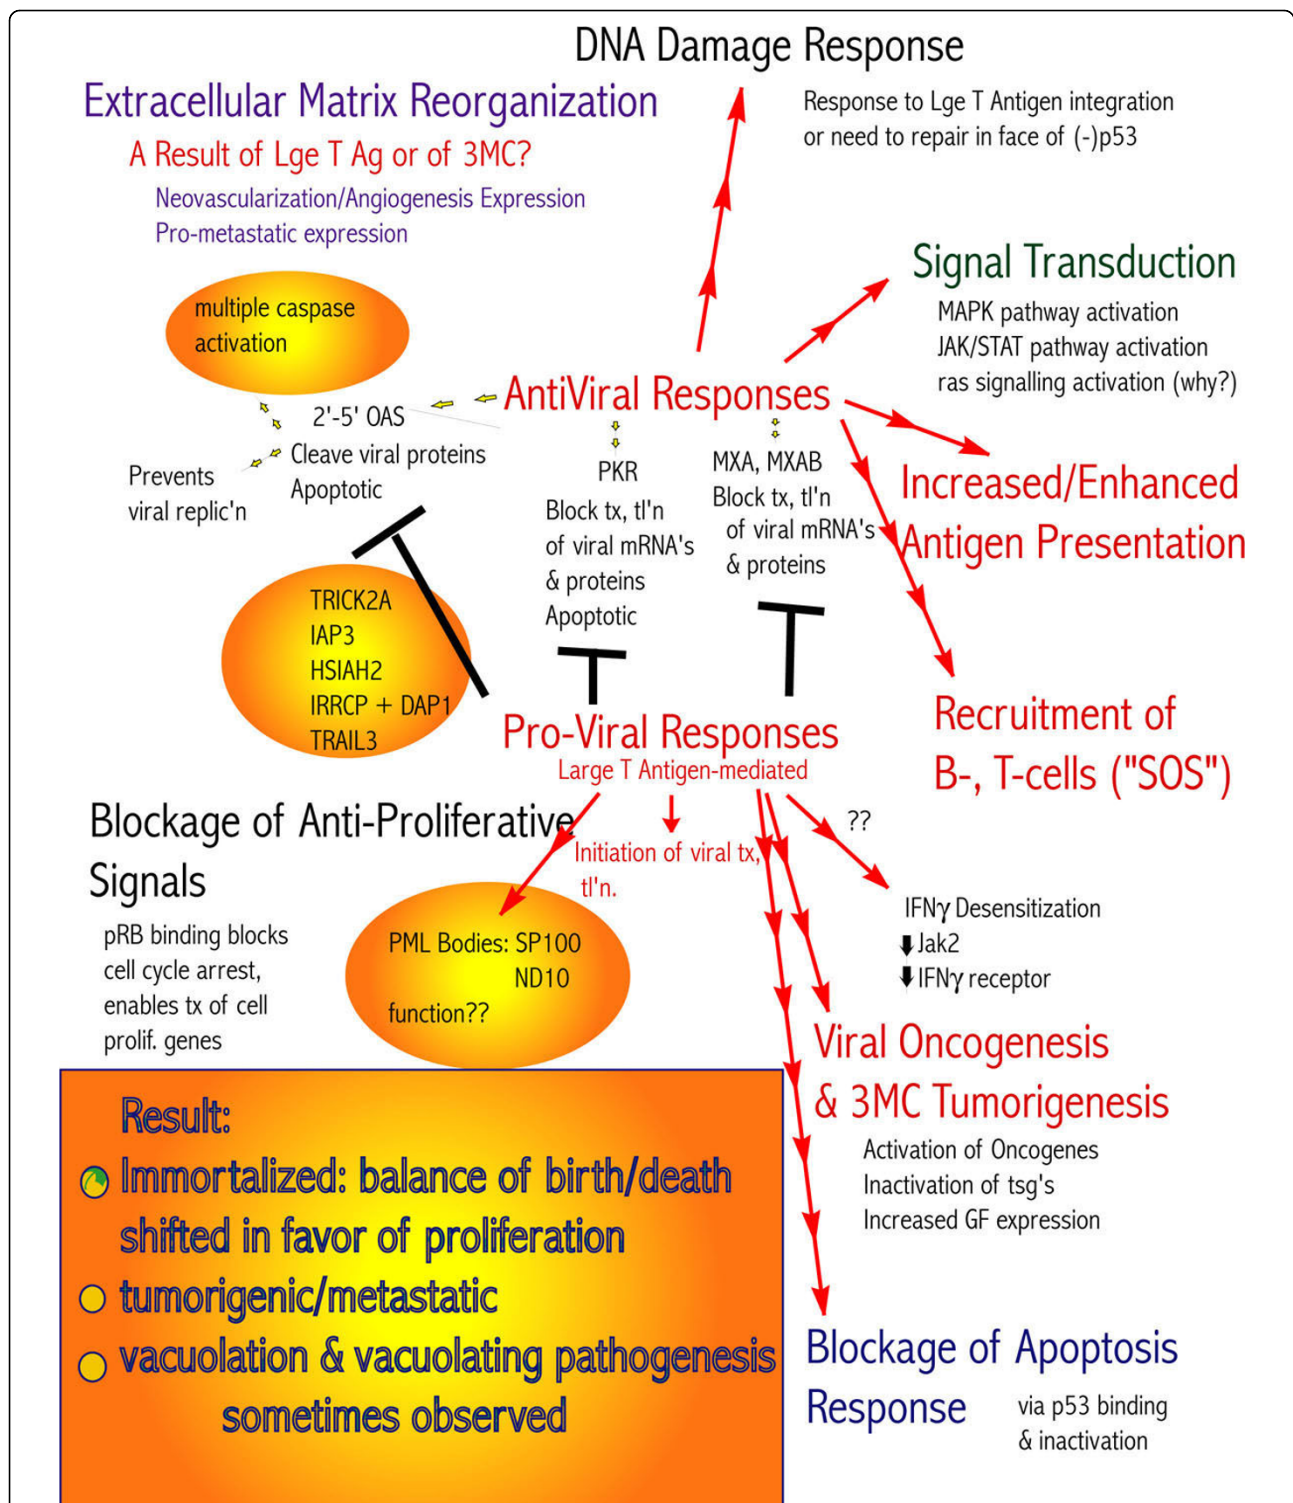 DNA Damage Response
Response to Lge T Antigen integration
or need to repair in face of (-)p53
Extracellular Matrix Reorganization
A Result of Lge T Ag or of 3MC?
Neovascularization/Angiogenesis Expression
Pro-metastatic expression
Signal Transduction
MAPK pathway activation
JAK/STAT pathway activation
ras signalling activation (why?)
multiple caspase
activation
AntiViral Responses
2'-5' OAS
Cleave viral proteins
Apoptotic
Prevents
viral replic'n
PKR
Block tx, tl'n
of viral mRNA's
& proteins
Apoptotic
MXA, MXAB
Block tx, tl'n
of viral mRNA's
& proteins
Increased/Enhanced
Antigen Presentation
TRICK2A
IAP3
HSIAH2
IRRCP + DAP1
TRAIL3
Recruitment of
B-, T-cells ("SOS")
Pro-Viral Responses
Large T Antigen-mediated
Blockage of Anti-Proliferative
Signals
pRB binding blocks
cell cycle arrest,
enables tx of cell
prolif. genes
Initiation of viral tx,
tl'n.
??
PML Bodies: SP100
ND10
function??
IFNγ Desensitization
Jak2
IFNγ receptor
Viral Oncogenesis
& 3MC Tumorigenesis
Activation of Oncogenes
Inactivation of tsg's
Increased GF expression
Result:
Immortalized: balance of birth/death
shifted in favor of proliferation
tumorigenic/metastatic
vacuolation & vacuolating pathogenesis
sometimes observed
Blockage of Apoptosis
Response
via p53 binding
& inactivation